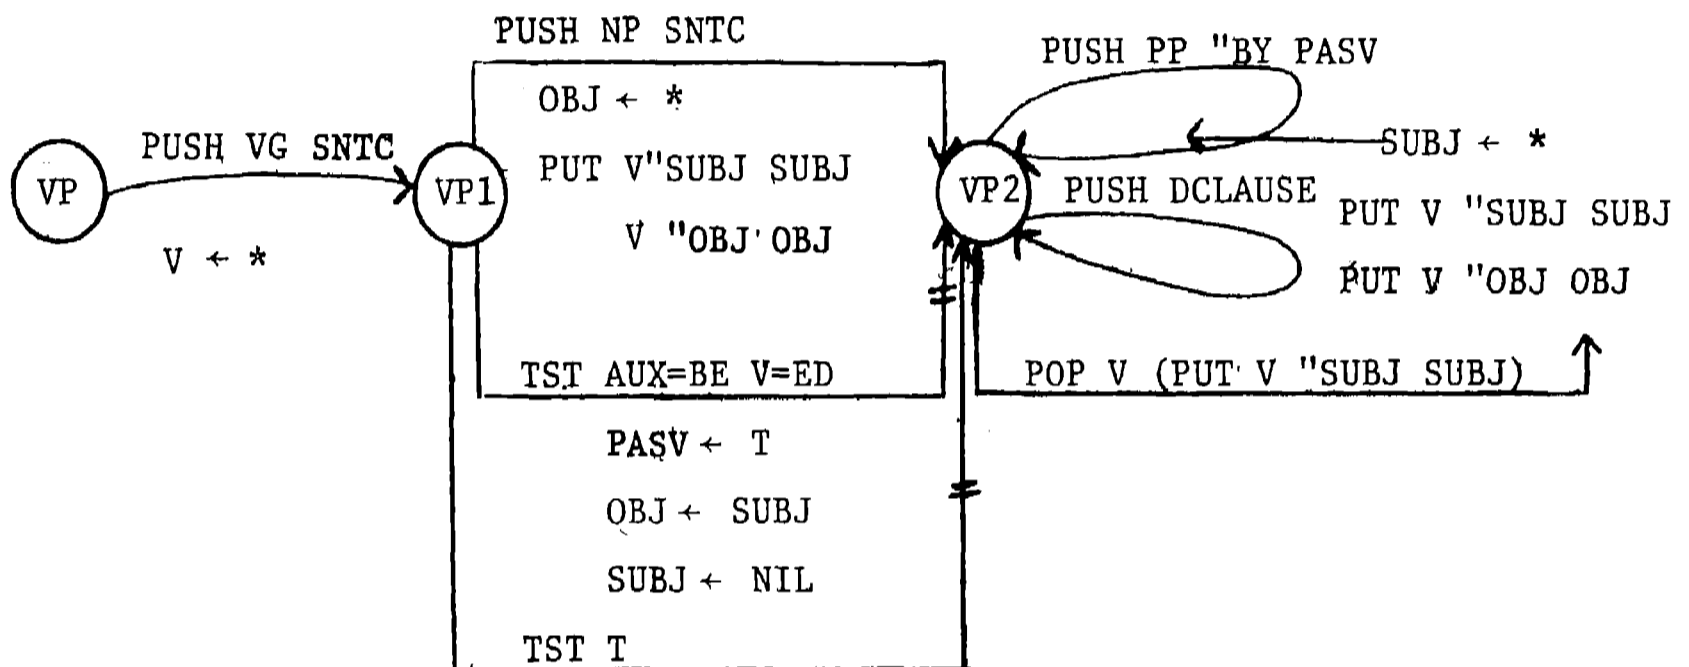 PUSH NP SNTC
PUSH PP "BY PASV
OBJ ← *
PUSH VG SNTC
SUBJ ← *
VP
VP1
PUT V"SUBJ SUBJ
VP2
PUSH DCLAUSE
PUT V "SUBJ SUBJ
V "OBJ OBJ
V ← *
PUT V "OBJ OBJ
TST AUX=BE V=ED
POP V (PUT V "SUBJ SUBJ)
PASV ← T
OBJ ← SUBJ
SUBJ ← NIL
TST T